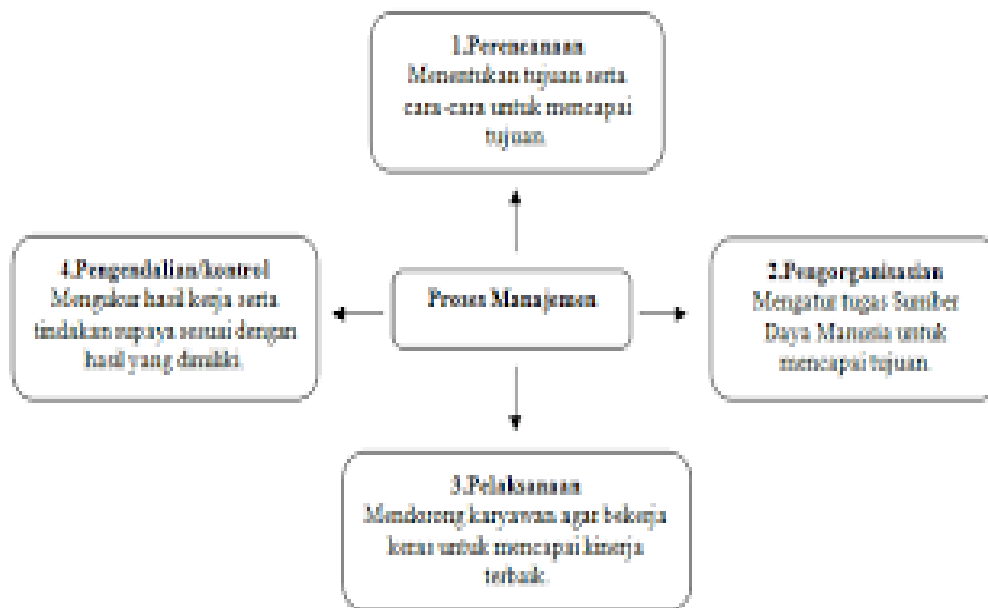 1.Perencanaan
Menentukan tujuan serta
cara-cara untuk mencapai
tujuan.
4.Pengendalian/kontrol
Mengukur hasil kerja serta
tindakan supaya sesuai dengan
hasil yang dimiliki.
Proses Manajemen
2.Pengorganisasian
Mengatur tugas Sumber
Daya Manusia untuk
mencapai tujuan.
3.Pelaksanaan
Mendorong karyawan agar bekerja
keras untuk mencapai kinerja
terbaik.